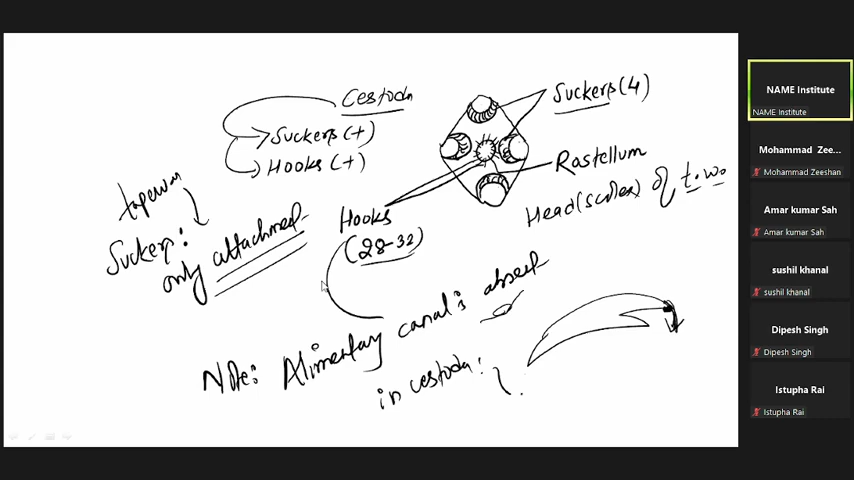 Cestoda
Suckers (+)
Hooks (+)
Suckers (4)
Rastellum
Head (scolex) of t.wo.
Hooks
(28-32)
tapewom
Suckers:
only attachmed
Note: Alimentary canal is absent
in cestoda:
NAME Institute
NAME Institute
Mohammad Zee...
Mohammad Zeeshan
Amar kumar Sah
Amar kumar Sah
sushil khanal
sushil khanal
Dipesh Singh
Dipesh Singh
Istupha Rai
Istupha Rai